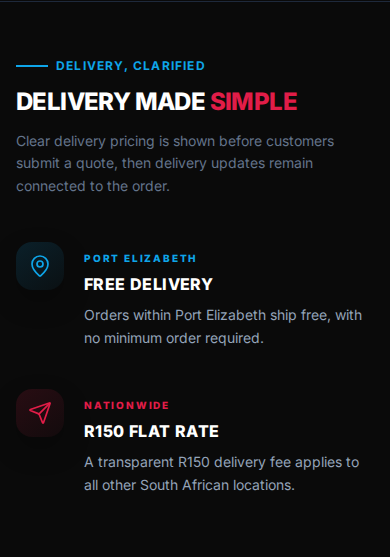 DELIVERY, CLARIFIED
DELIVERY MADE SIMPLE
Clear delivery pricing is shown before customers
submit a quote, then delivery updates remain
connected to the order.
PORT ELIZABETH
FREE DELIVERY
Orders within Port Elizabeth ship free, with
no minimum order required.
NATIONWIDE
R150 FLAT RATE
A transparent R150 delivery fee applies to
all other South African locations.